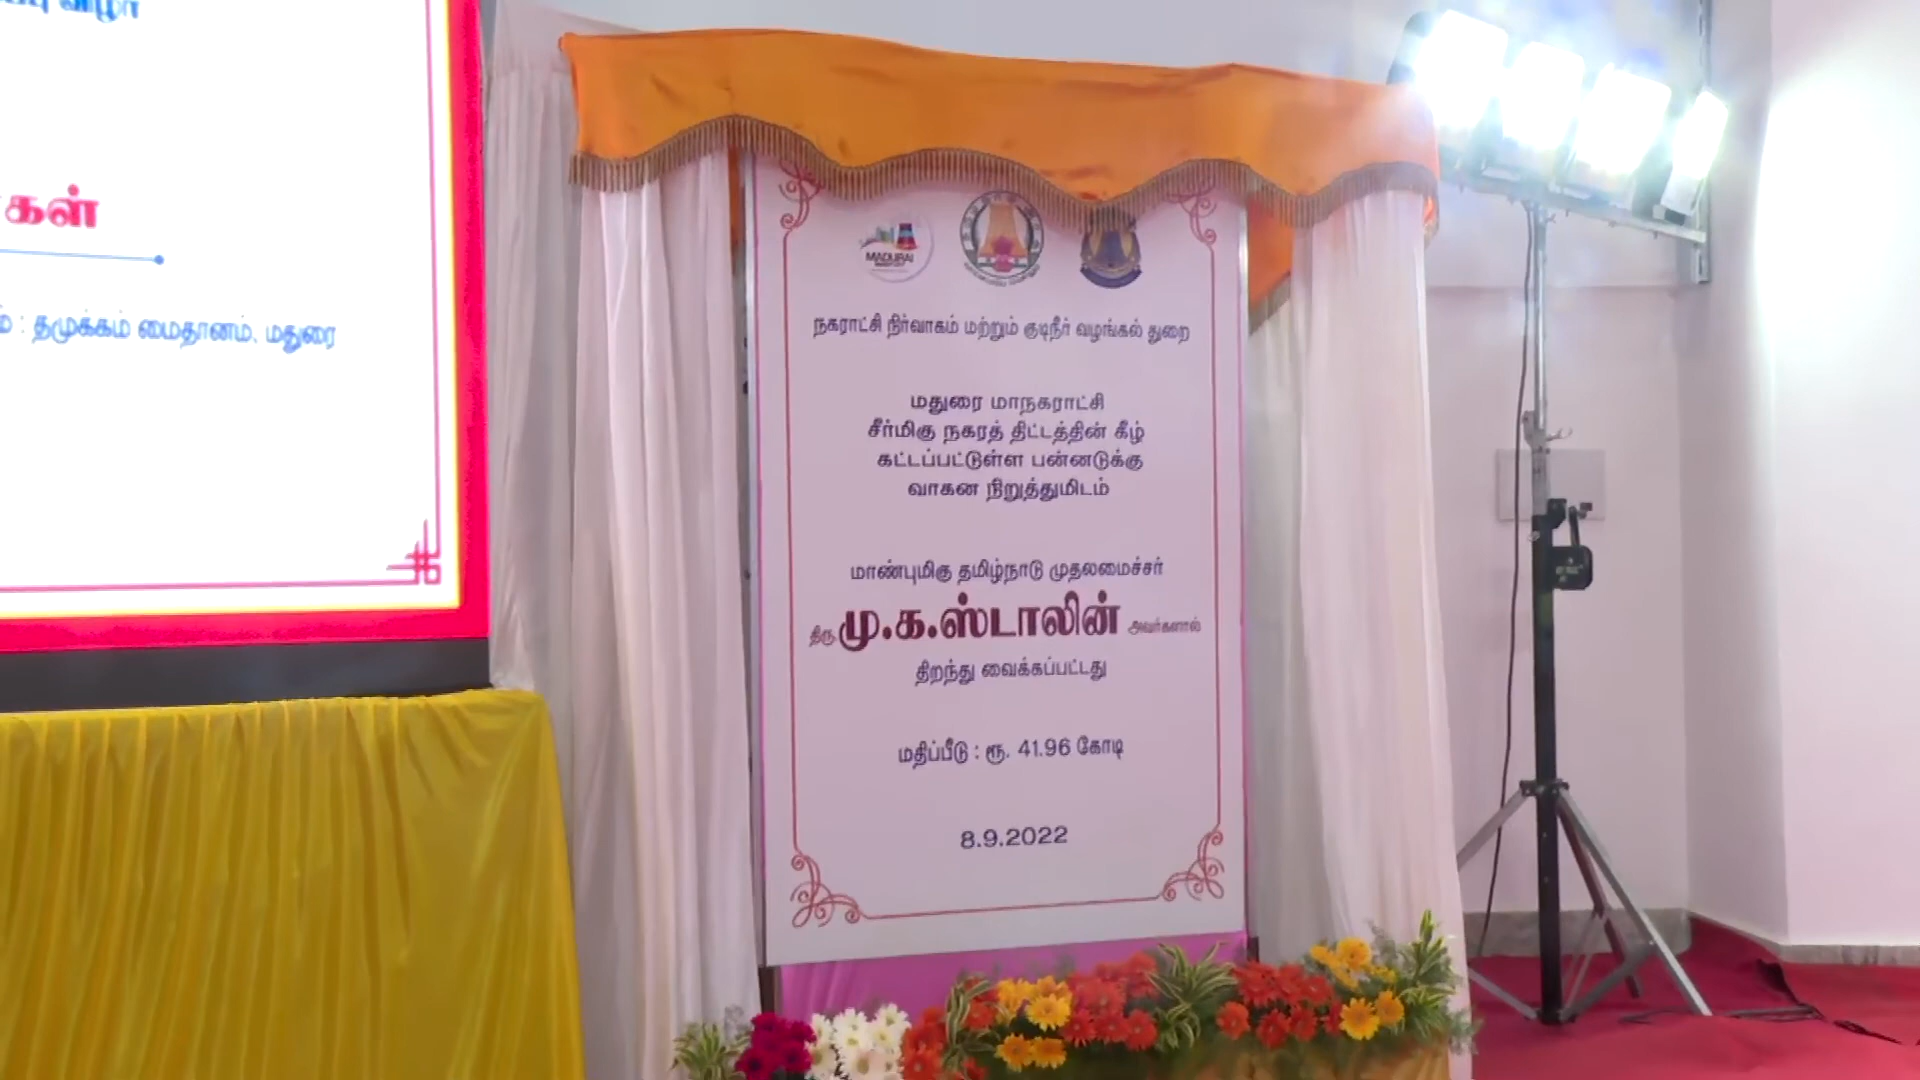 விழா
கள்
: தமுக்கம் மைதானம், மதுரை
MADURAI
நகராட்சி நிர்வாகம் மற்றும் குடிநீர் வழங்கல் துறை
மதுரை மாநகராட்சி
சீர்மிகு நகரத் திட்டத்தின் கீழ்
கட்டப்பட்டுள்ள பன்னடுக்கு
வாகன நிறுத்துமிடம்
மாண்புமிகு தமிழ்நாடு முதலமைச்சர்
திரு மு.க.ஸ்டாலின் அவர்களால்
திறந்து வைக்கப்பட்டது
மதிப்பீடு : ரூ. 41.96 கோடி
8.9.2022